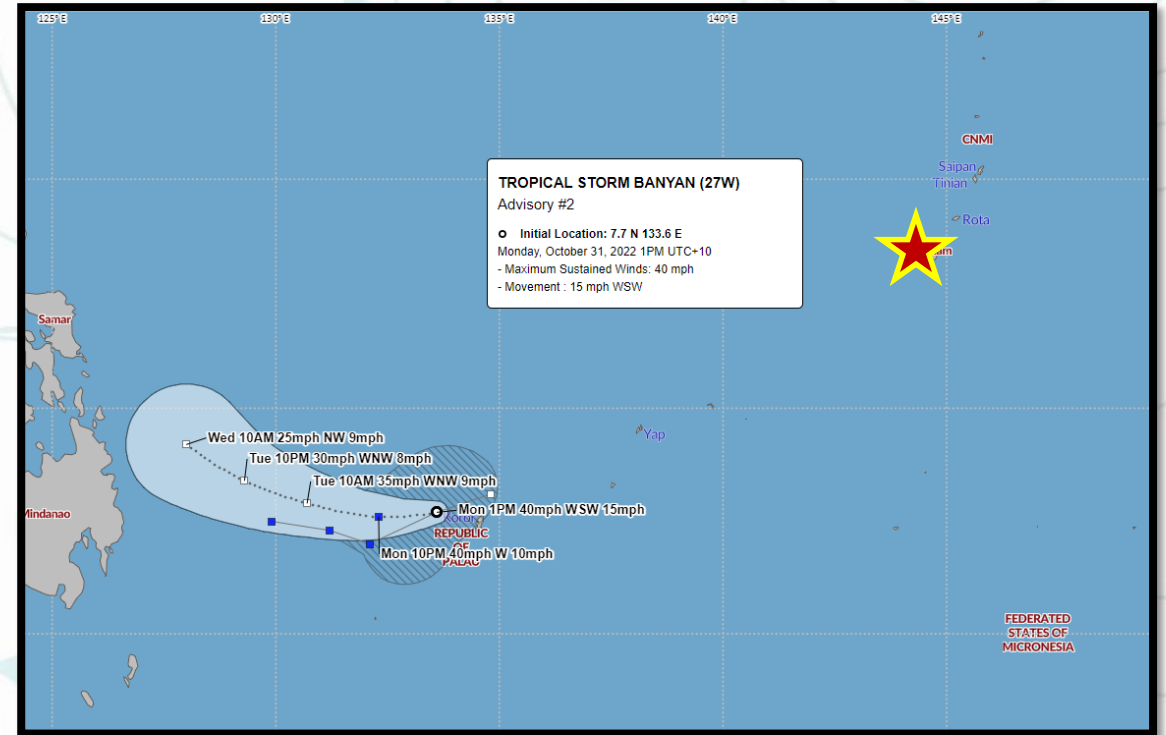 125°E
130°E
135°E
140°E
145°E
CNMI
Saipan
Tinian
Rota
TROPICAL STORM BANYAN (27W)
Advisory #2
Initial Location: 7.7 N 133.6 E
Monday, October 31, 2022 1PM UTC+10
- Maximum Sustained Winds: 40 mph
- Movement : 15 mph WSW
am
Samar
Yap
Wed 10AM 25mph NW 9mph
Tue 10PM 30mph WNW 8mph
Tue 10AM 35mph WNW 9mph
Mon 1PM 40mph WSW 15mph
Mindanao
Koror
REPUBLIC
OF
PALAU
Mon 10PM 40mph W 10mph
FEDERATED
STATES OF
MICRONESIA